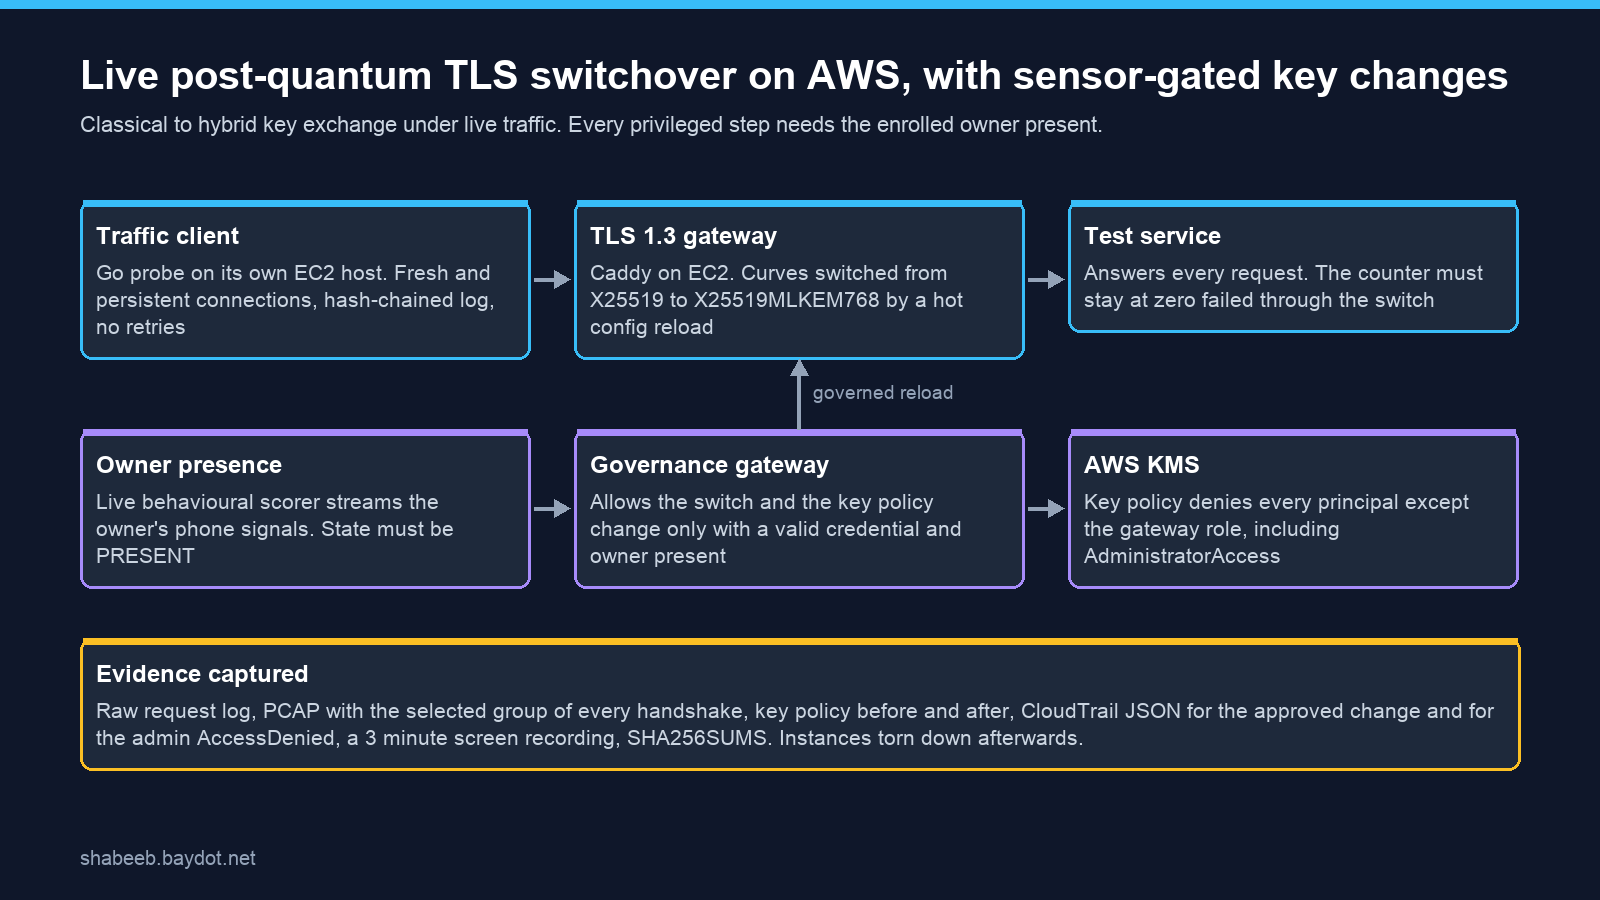 Live post-quantum TLS switchover on AWS, with sensor-gated key changes
Classical to hybrid key exchange under live traffic. Every privileged step needs the enrolled owner present.
Traffic client
Go probe on its own EC2 host. Fresh and
persistent connections, hash-chained log,
no retries
TLS 1.3 gateway
Caddy on EC2. Curves switched from
X25519 to X25519MLKEM768 by a hot
config reload
Test service
Answers every request. The counter must
stay at zero failed through the switch
governed reload
Owner presence
Live behavioural scorer streams the
owner's phone signals. State must be
PRESENT
Governance gateway
Allows the switch and the key policy
change only with a valid credential and
owner present
AWS KMS
Key policy denies every principal except
the gateway role, including
AdministratorAccess
Evidence captured
Raw request log, PCAP with the selected group of every handshake, key policy before and after, CloudTrail JSON for the approved change and for
the admin AccessDenied, a 3 minute screen recording, SHA256SUMS. Instances torn down afterwards.
shabeeb.baydot.net